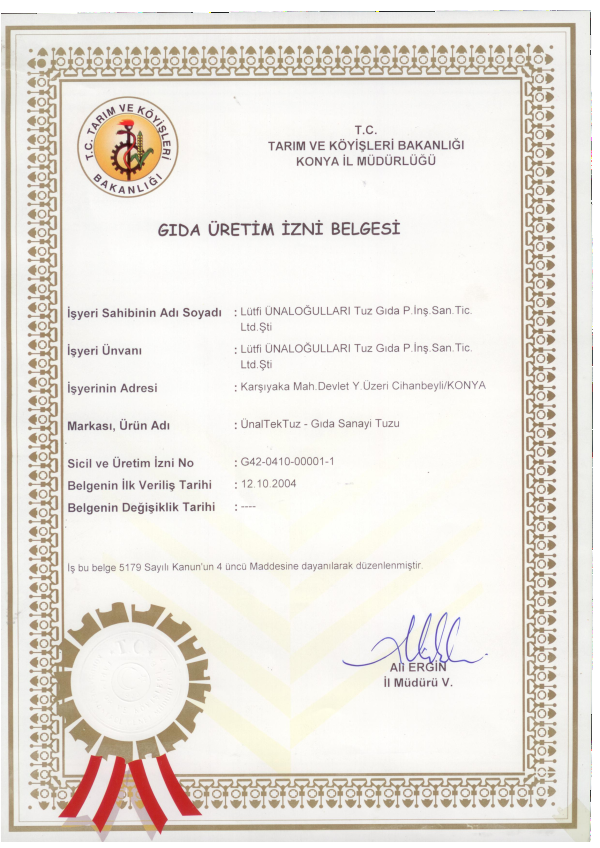 T.C. TARIM VE KÖYİŞLERİ
BAKANLIĞI
T.C.
TARIM VE KÖYİŞLERİ BAKANLIĞI
KONYA İL MÜDÜRLÜĞÜ
GIDA ÜRETİM İZNİ BELGESİ
İşyeri Sahibinin Adı Soyadı : Lütfi ÜNALOĞULLARI Tuz Gıda P.İnş.San.Tic.
Ltd.Şti
İşyeri Ünvanı : Lütfi ÜNALOĞULLARI Tuz Gıda P.İnş.San.Tic.
Ltd.Şti
İşyerinin Adresi : Karşıyaka Mah.Devlet Y.Üzeri Cihanbeyli/KONYA
Markası, Ürün Adı : ÜnalTekTuz - Gıda Sanayi Tuzu
Sicil ve Üretim İzni No : G42-0410-00001-1
Belgenin İlk Veriliş Tarihi : 12.10.2004
Belgenin Değişiklik Tarihi : ----
İş bu belge 5179 Sayılı Kanun'un 4 üncü Maddesine dayanılarak düzenlenmiştir.
Ali ERGİN
İl Müdürü V.